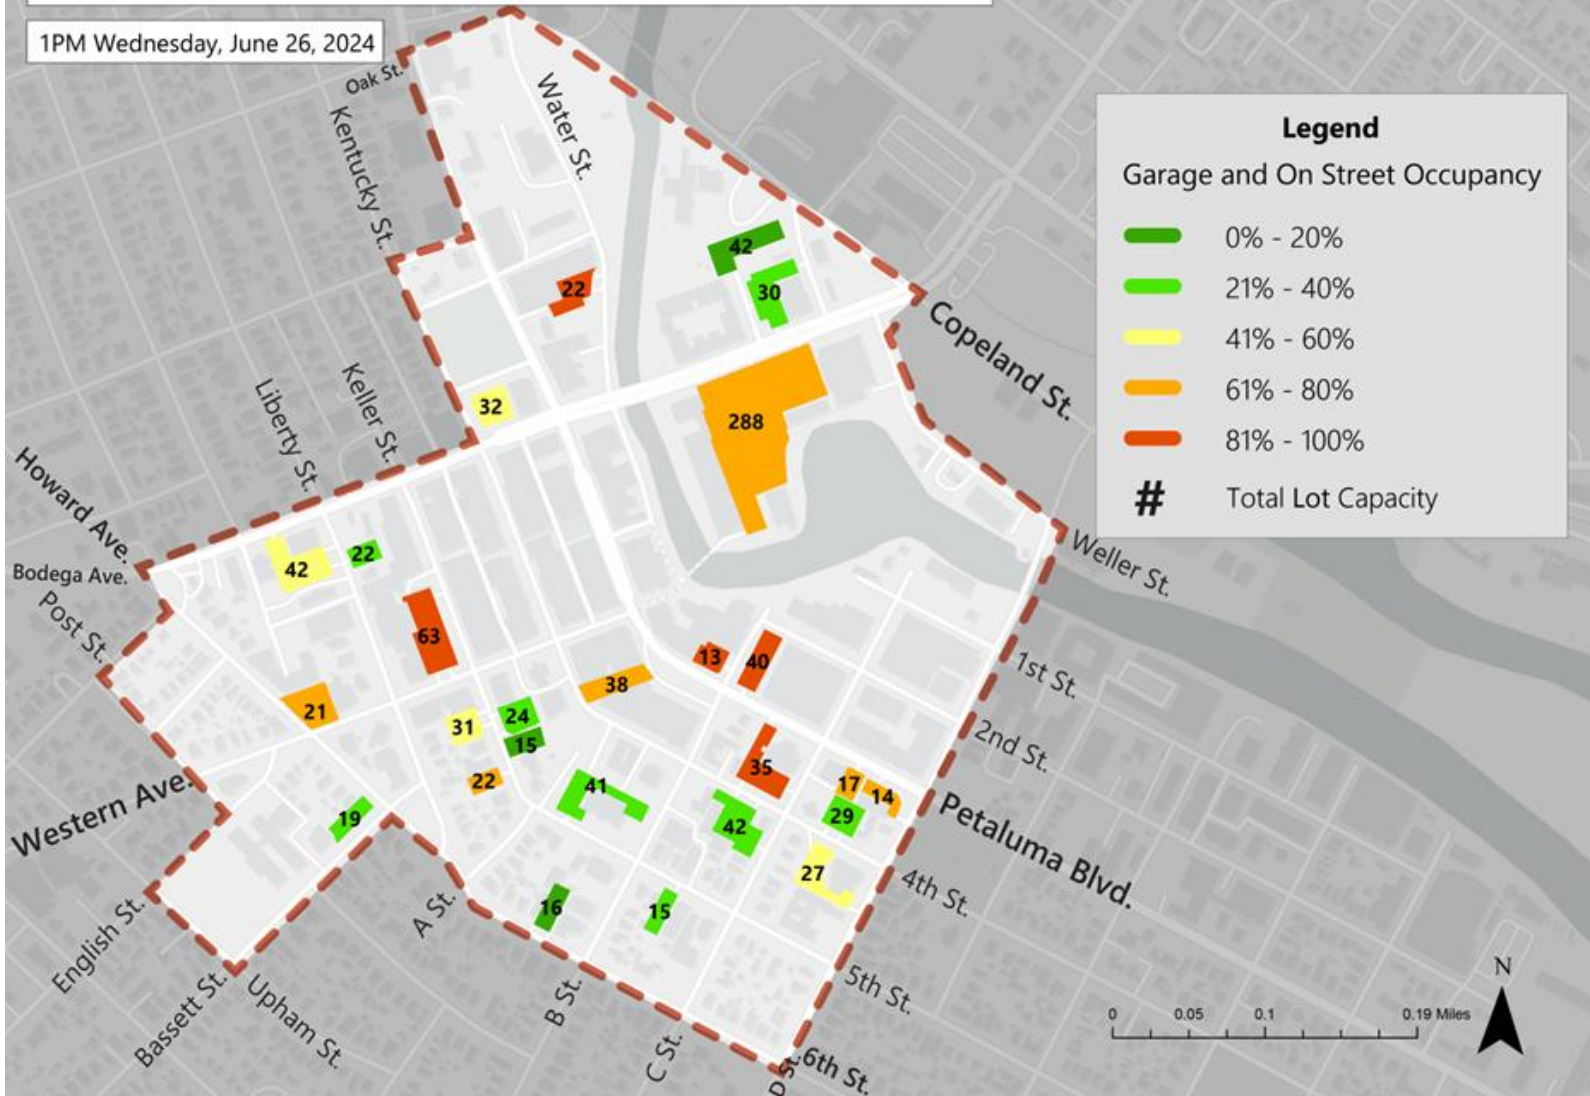 1PM Wednesday, June 26, 2024
Oak St.
Kentucky St.
Water St.
Legend
Garage and On Street Occupancy
0% - 20%
21% - 40%
41% - 60%
61% - 80%
81% - 100%
# Total Lot Capacity
42
30
22
Copeland St.
32
288
Keller St.
Liberty St.
Howard Ave.
Bodega Ave.
Post St.
42
22
63
Weller St.
13
40
38
21
31
24
15
22
1st St.
2nd St.
35
17
14
29
41
42
19
27
Western Ave.
Petaluma Blvd.
16
15
4th St.
A St.
English St.
Bassett St.
Upham St.
B St.
C St.
D St.
5th St.
6th St.
N
0 0.05 0.1 0.19 Miles